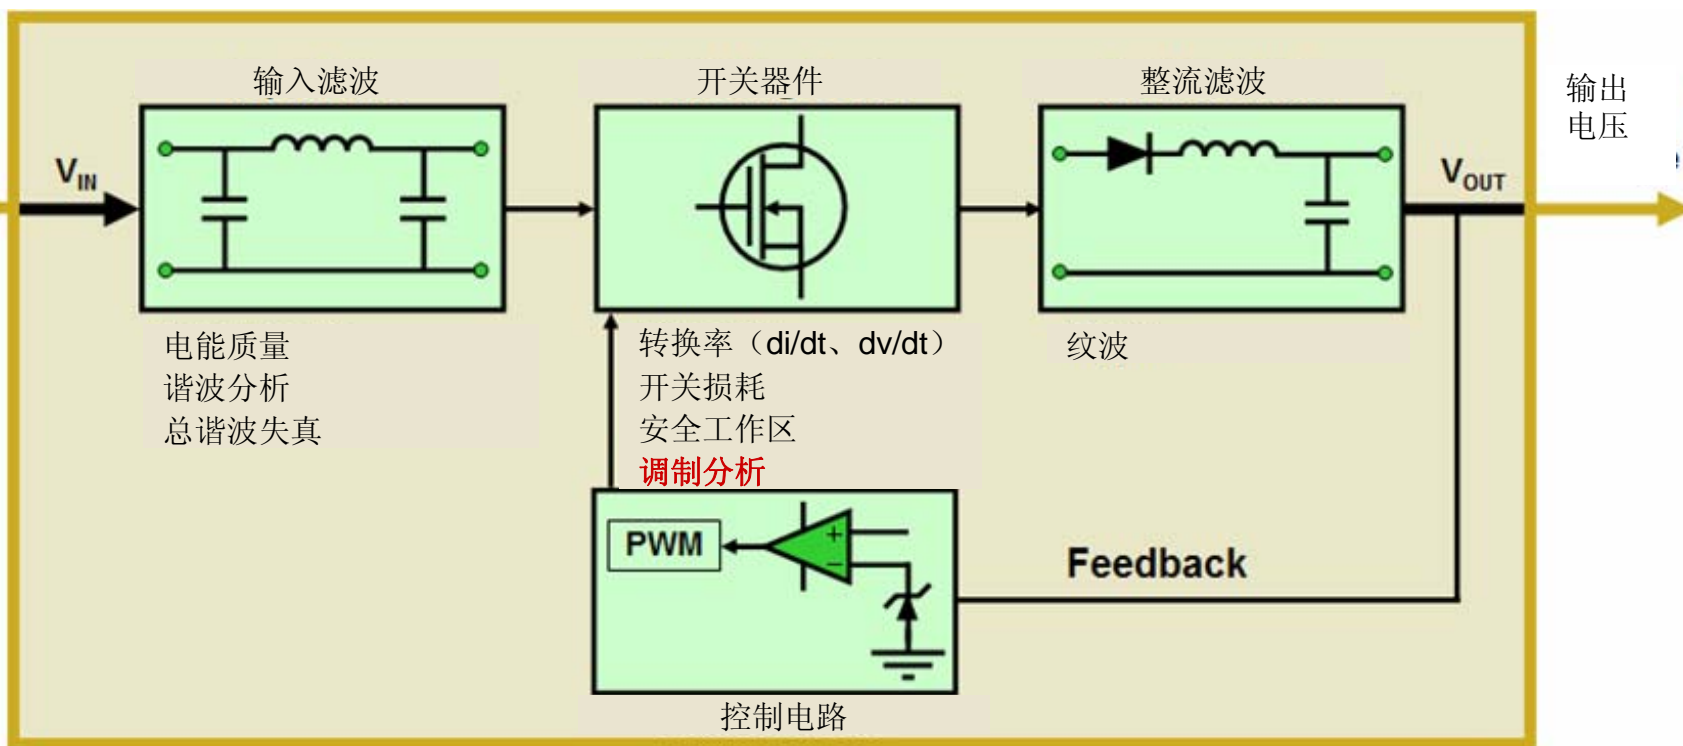 输入滤波
开关器件
整流滤波
输出
电压
VIN
VOUT
电能质量
谐波分析
总谐波失真
转换率（di/dt、dv/dt）
开关损耗
安全工作区
调制分析
纹波
PWM
+
−
Feedback
控制电路